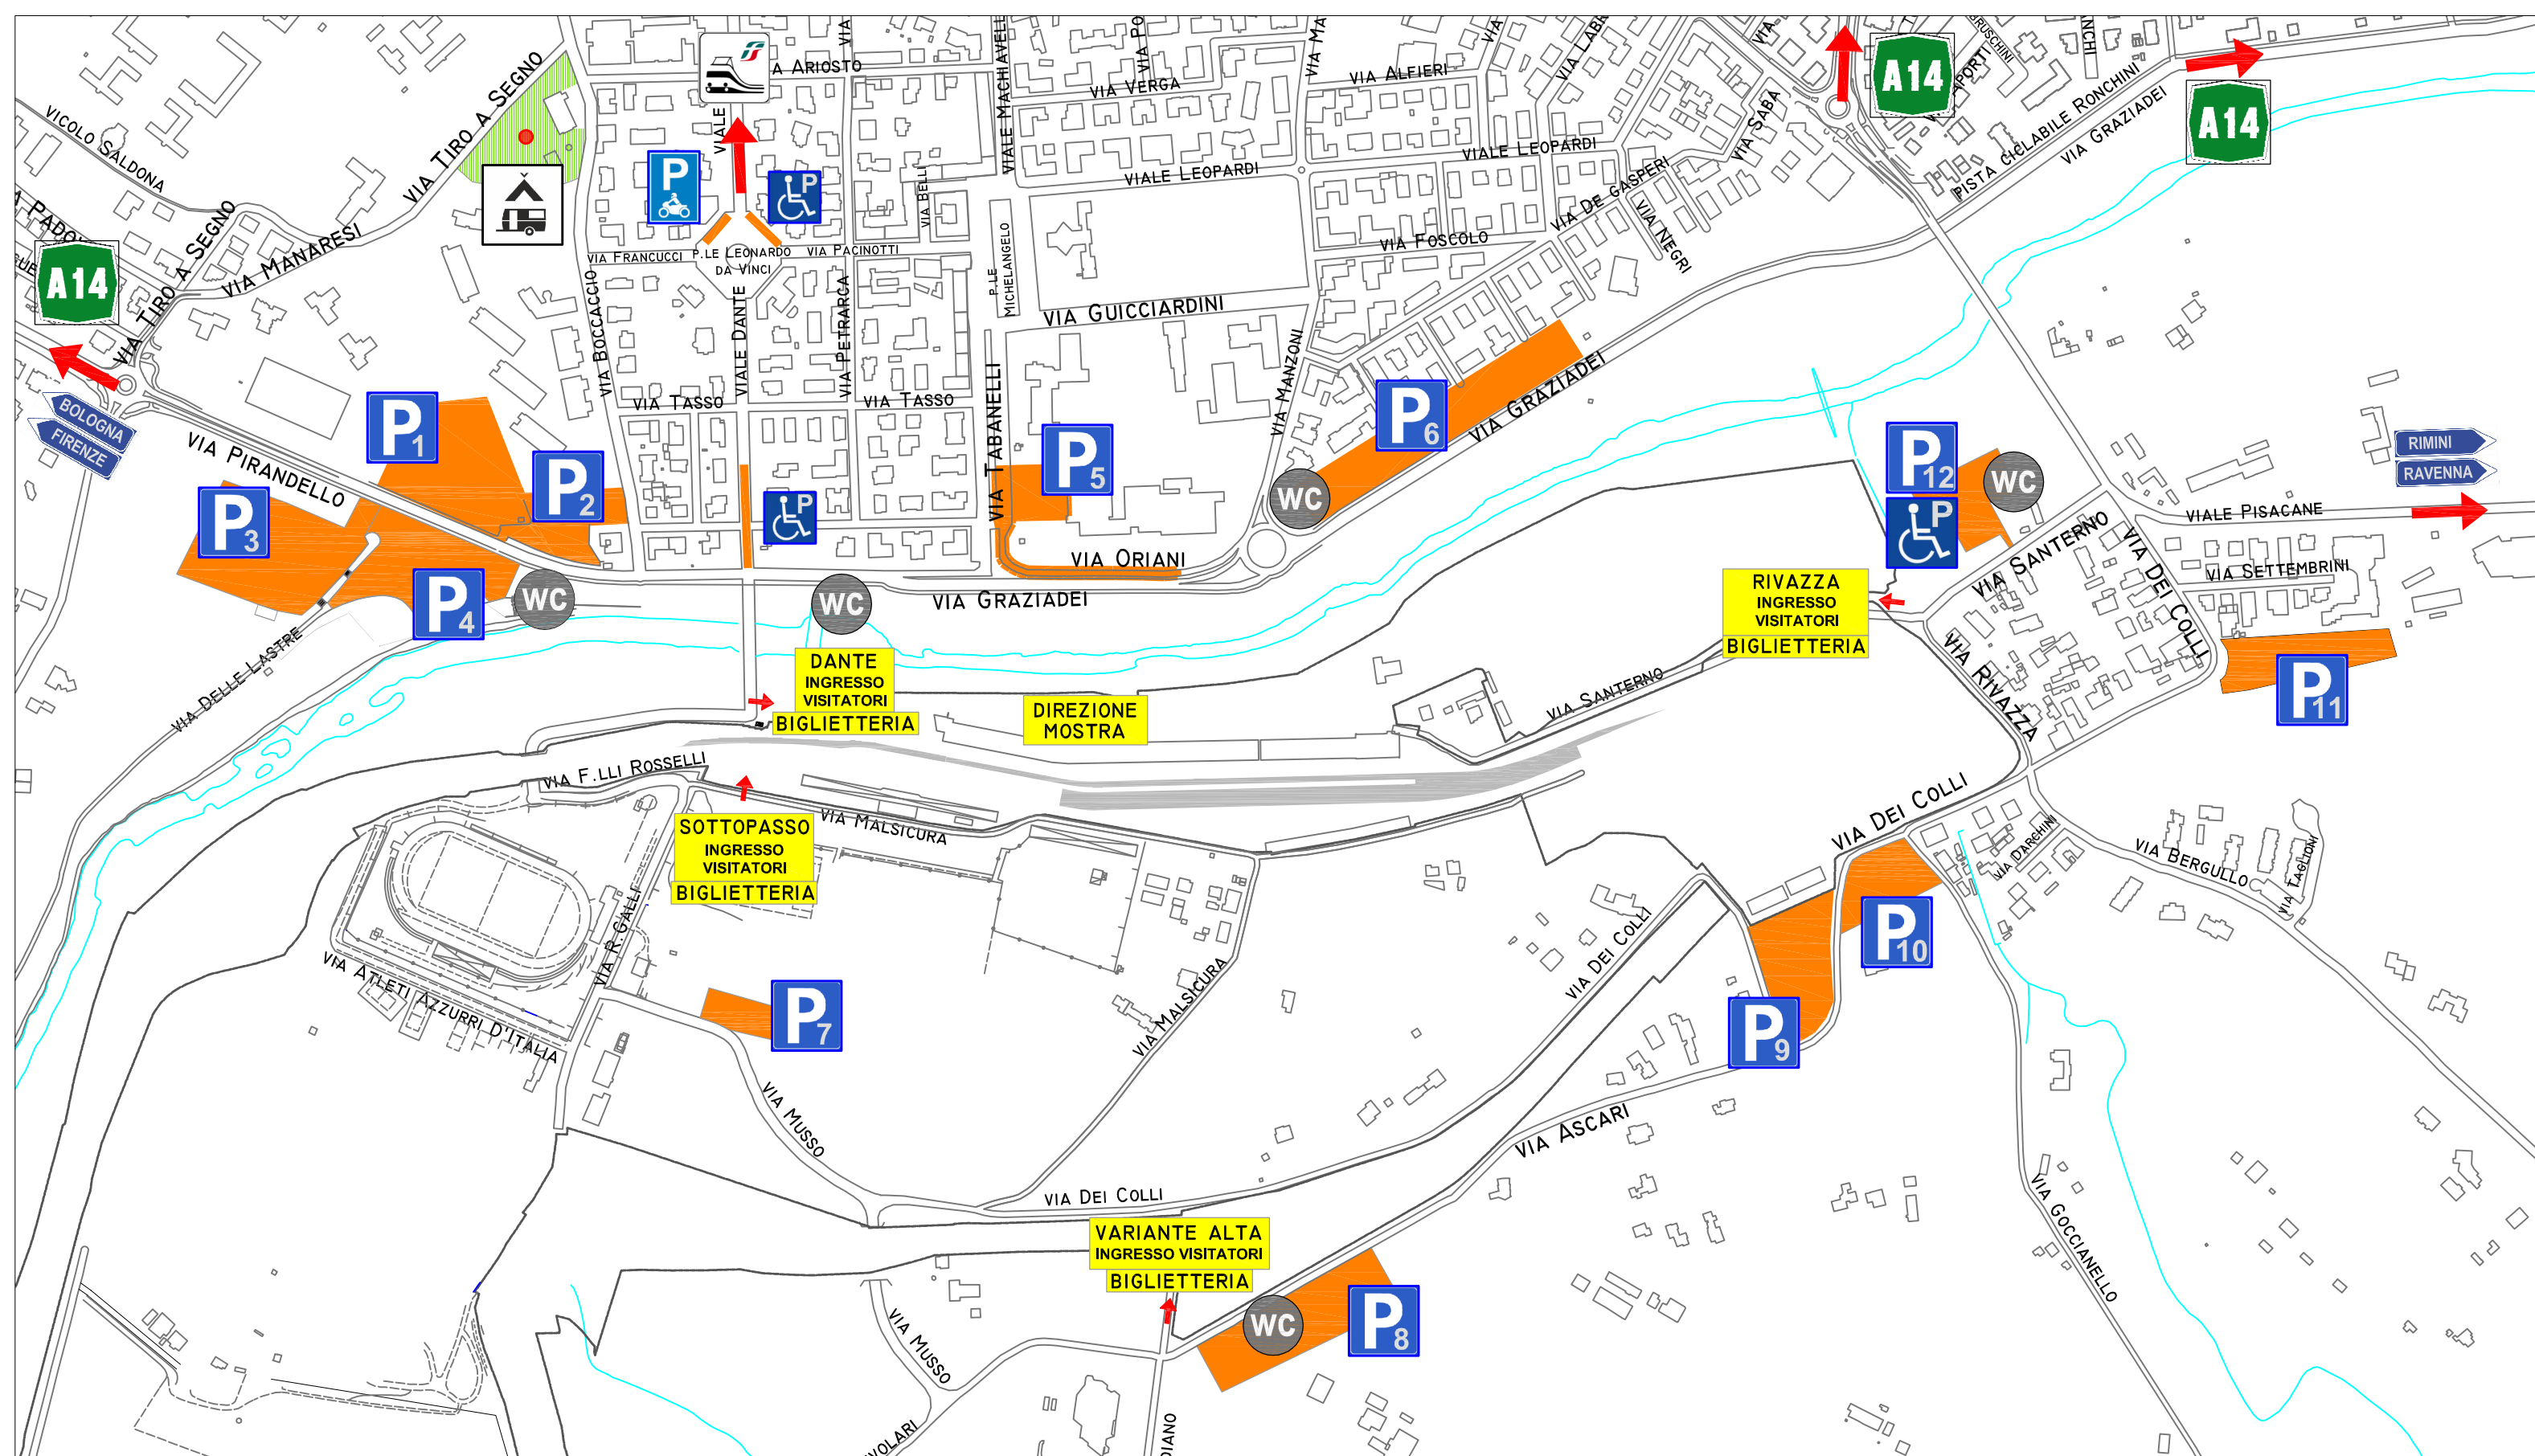 VIA ARIOSTO
VIA VERGA
VIA ALFIERI
VIALE MACHIAVELLI
VIA SABA
A14
A14
PISTA CICLABILE RONCHINI
VIA GRAZIADEI
VICOLO SALDONA
VIA TIRO A SEGNO
VIA TIRO A SEGNO
VIA MANARESI
A14
VIALE
P
P
VIA BELLI
VIALE LEOPARDI
VIALE LEOPARDI
VIA DE GASPERI
VIA NEGRI
VIA FOSCOLO
VIA FRANCUCCI
P.LE LEONARDO
DA VINCI
VIA PACINOTTI
P.LE
MICHELANGELO
VIA GUICCIARDINI
VIA TIRO
VIA BOCCACCIO
VIALE DANTE
VIA PETRARCA
VIA MANZONI
VIA GRAZIADEI
BOLOGNA
FIRENZE
VIA PIRANDELLO
P1
P2
P3
P4
VIA TASSO
VIA TASSO
VIA TABANELLI
P5
P6
WC
P
P12
WC
P
RIMINI
RAVENNA
VIALE PISACANE
VIA SANTERNO
VIA DEI COLLI
VIA SETTEMBRINI
VIA ORIANI
VIA GRAZIADEI
WC
WC
RIVAZZA
INGRESSO
VISITATORI
BIGLIETTERIA
VIA DELLE LASTRE
DANTE
INGRESSO
VISITATORI
BIGLIETTERIA
DIREZIONE
MOSTRA
VIA SANTERNO
VIA RIVAZZA
P11
VIA F.LLI ROSSELLI
VIA MALSICURA
SOTTOPASSO
INGRESSO
VISITATORI
BIGLIETTERIA
VIA DEI COLLI
VIA DARCHINI
VIA BERGULLO
VIA TAGLIONI
VIA R.GALLI
VIA ATLETI AZZURRI D'ITALIA
P7
VIA MALSICURA
VIA DEI COLLI
P10
P9
VIA MUSSO
VIA ASCARI
VIA DEI COLLI
VIA GOCCIANELLO
VARIANTE ALTA
INGRESSO VISITATORI
BIGLIETTERIA
VIA MUSSO
WC
P8